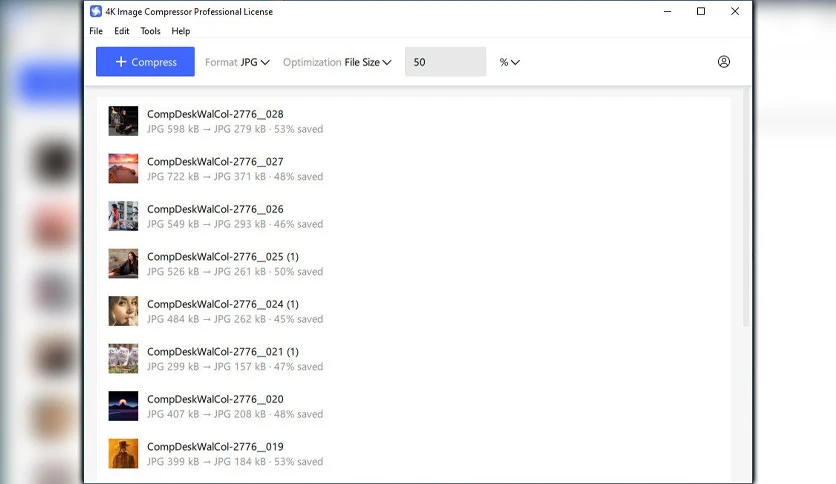 4K Image Compressor Professional License
File Edit Tools Help
+ Compress Format JPG Optimization File Size 50 %
CompDeskWalCol-2776__028
JPG 598 kB → JPG 279 kB · 53% saved
CompDeskWalCol-2776__027
JPG 722 kB → JPG 371 kB · 48% saved
CompDeskWalCol-2776__026
JPG 549 kB → JPG 293 kB · 46% saved
CompDeskWalCol-2776__025 (1)
JPG 526 kB → JPG 261 kB · 50% saved
CompDeskWalCol-2776__024 (1)
JPG 484 kB → JPG 262 kB · 45% saved
CompDeskWalCol-2776__021 (1)
JPG 299 kB → JPG 157 kB · 47% saved
CompDeskWalCol-2776__020
JPG 407 kB → JPG 208 kB · 48% saved
CompDeskWalCol-2776__019
JPG 399 kB → JPG 184 kB · 53% saved